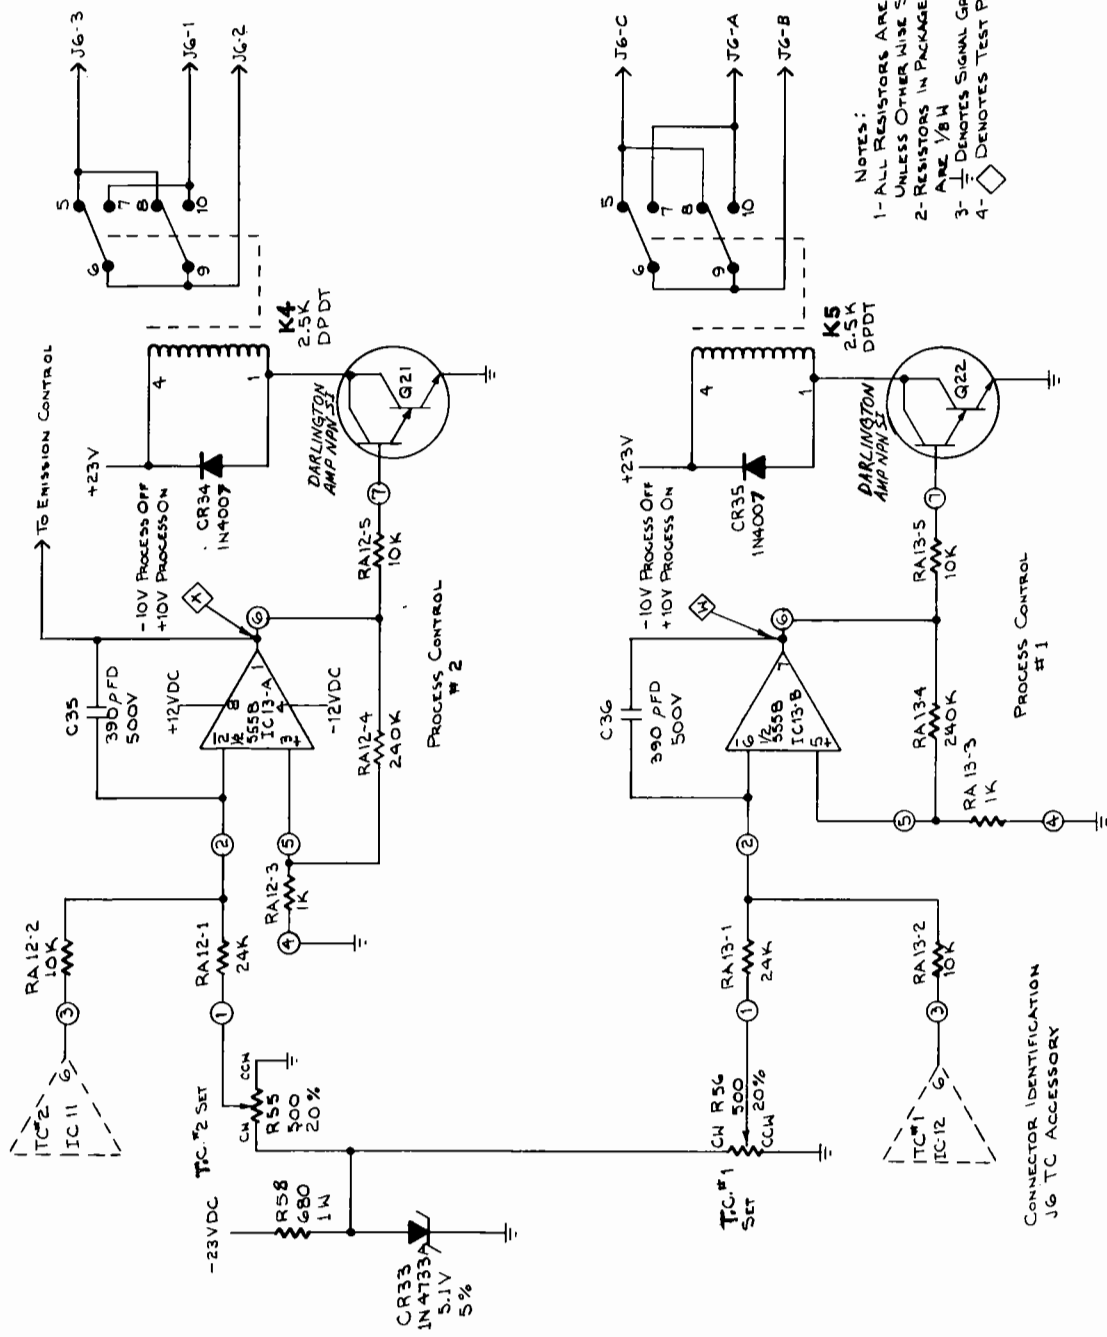 J6-3
J6-1
J6-2
5
7
8
10
6
9
TO EMISSION CONTROL
+23V
4
1
K4
2.5K
DPDT
-10V PROCESS OFF
+10V PROCESS ON
CR34
1N4007
DARLINGTON
AMP NPN SI
Q21
7
RA12-5
10K
X
6
C35
390 PFD
500V
+12VDC
8
1
2
-
1/2
5558
IC13-A
4
3
+
-12VDC
RA12-4
240K
PROCESS CONTROL
#2
2
5
RA12-3
1K
4
RA12-2
10K
RA12-1
24K
3
1
TC#2
IC11
6
T.C.#2 SET
CW
CCW
R55
500
20%
-23VDC
R58
680
1W
CR33
1N4733A
5.1V
5%
J6-C
J6-A
J6-B
5
7
8
10
6
9
+23V
4
1
K5
2.5K
DPDT
-10V PROCESS OFF
+10V PROCESS ON
CR35
1N4007
DARLINGTON
AMP NPN SI
Q22
7
RA13-5
10K
W
6
C36
390 PFD
500V
7
-
6
1/2
5558
IC13-B
5
+
RA13-4
240K
RA13-3
1K
5
4
PROCESS CONTROL
#1
2
RA13-1
24K
1
RA13-2
10K
3
TC#1
IC-12
6
CW R56
500
20%
CCW
T.C.#1
SET
NOTES:
1- ALL RESISTORS ARE
UNLESS OTHER WISE
2- RESISTORS IN PACKAGE
ARE 1/8 W
3- DENOTES SIGNAL
4- DENOTES TEST
CONNECTOR IDENTIFICATION
J6 TC ACCESSORY